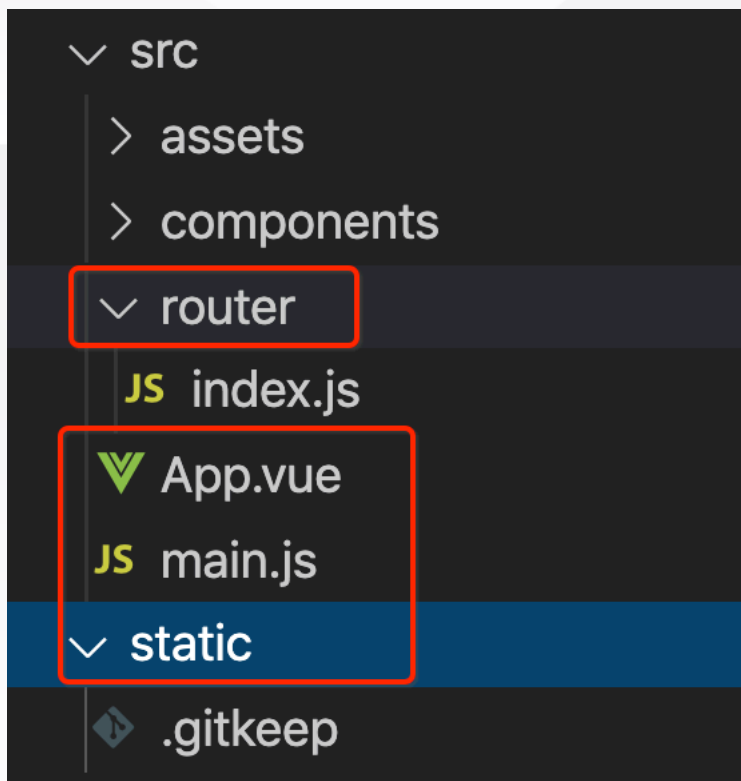 src
assets
components
router
JS index.js
App.vue
JS main.js
static
.gitkeep